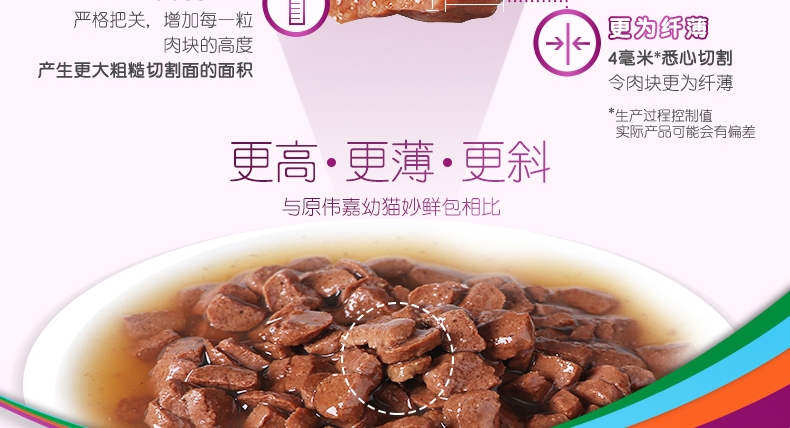 严格把关，增加每一粒
肉块的高度
产生更大粗糙切割面的面积
更为纤薄
4毫米*悉心切割
令肉块更为纤薄
*生产过程控制值
实际产品可能会有偏差
更高·更薄·更斜
与原伟嘉幼猫妙鲜包相比